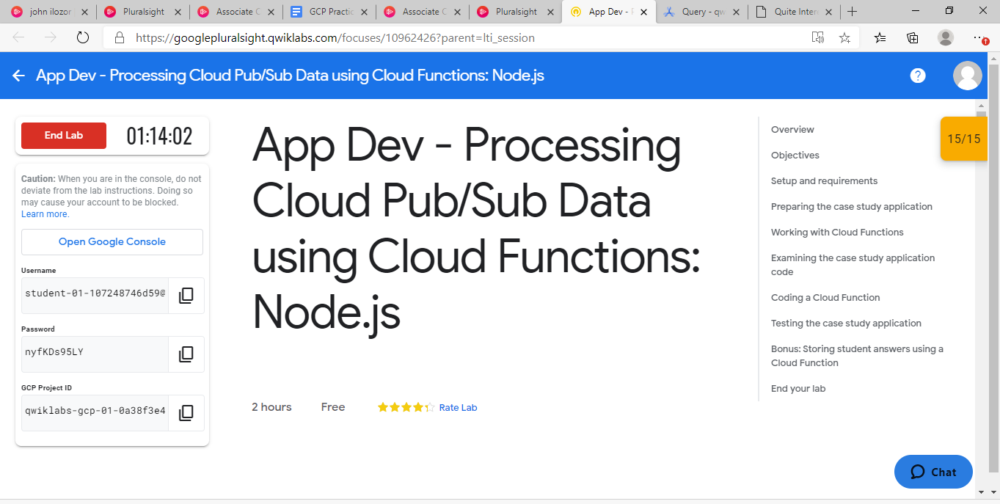 john ilozor
Pluralsight
Associate C
GCP Practic
Associate C
Pluralsight
App Dev - P
Query - qw
Quite Inter
https://googlepluralsight.qwiklabs.com/focuses/10962426?parent=lti_session
App Dev - Processing Cloud Pub/Sub Data using Cloud Functions: Node.js
?
End Lab
01:14:02
Caution: When you are in the console, do not
deviate from the lab instructions. Doing so
may cause your account to be blocked.
Learn more.
Open Google Console
Username
student-01-107248746d59@
Password
nyfKDs95LY
GCP Project ID
qwiklabs-gcp-01-0a38f3e4
App Dev - Processing
Cloud Pub/Sub Data
using Cloud Functions:
Node.js
2 hours
Free
Rate Lab
Overview
Objectives
Setup and requirements
Preparing the case study application
Working with Cloud Functions
Examining the case study application
code
Coding a Cloud Function
Testing the case study application
Bonus: Storing student answers using a
Cloud Function
End your lab
15/15
Chat